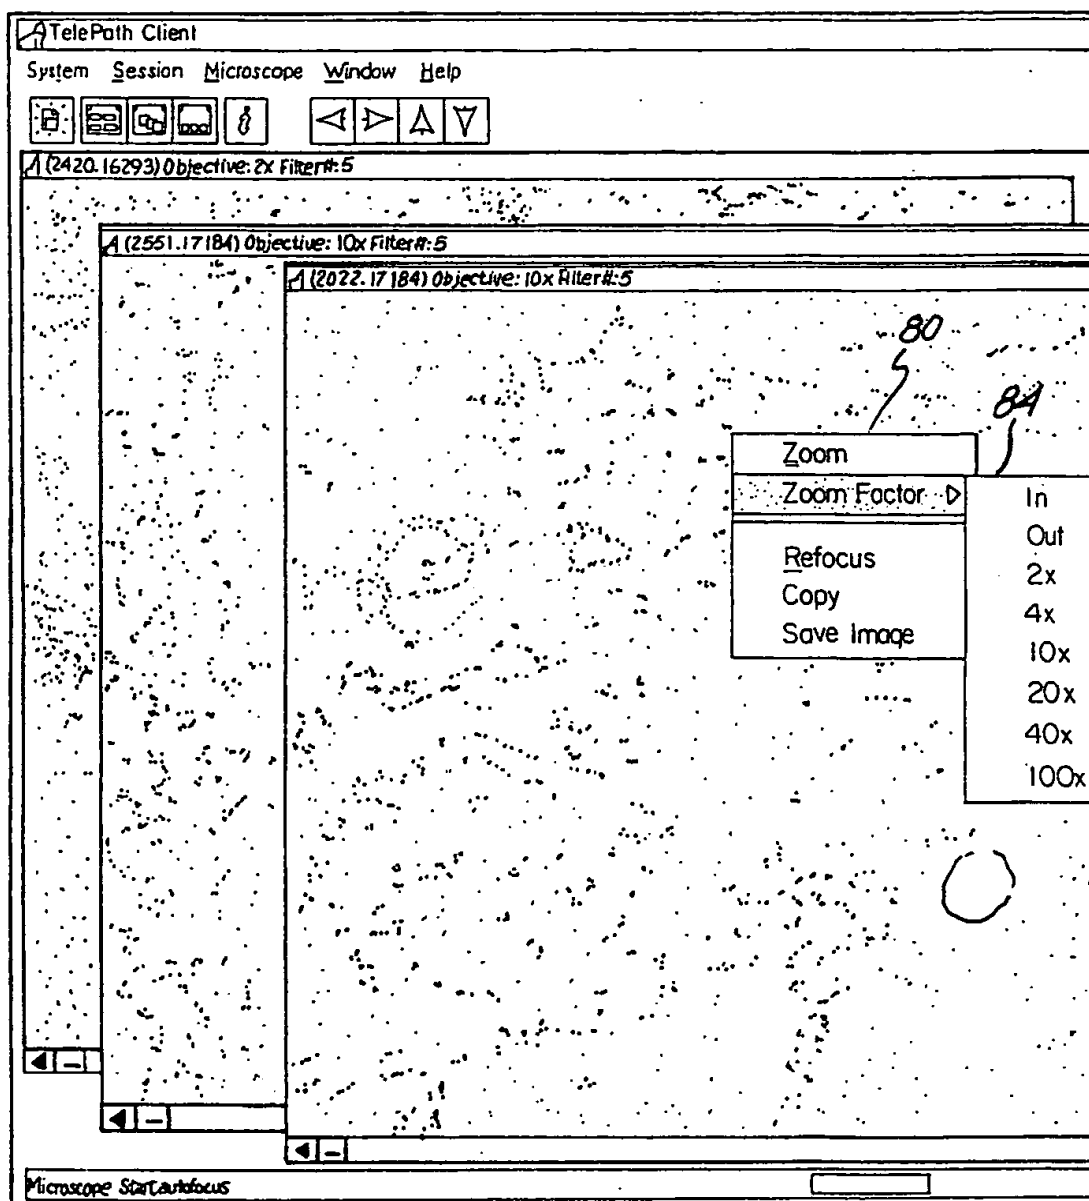 TelePath Client
System Session Microscope Window Help
i
(2420.16293) Objective: 2x Filter#:5
(2551.17184) Objective: 10x Filter#:5
(2022.17184) Objective: 10x Filter#:5
80
84
Zoom
Zoom Factor
Refocus
Copy
Save Image
In
Out
2x
4x
10x
20x
40x
100x
Microscope Start autofocus